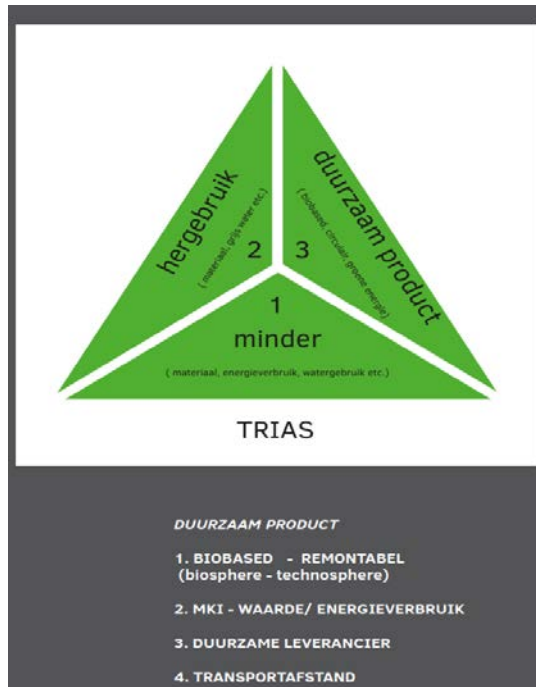 hergebruik
( materiaal, grijs water etc.)
2
duurzaam product
( biobased, circulair, groene energie)
3
1
minder
( materiaal, energieverbruik, watergebruik etc.)
TRIAS
DUURZAAM PRODUCT
1. BIOBASED - REMONTABEL
(biosphere - technosphere)
2. MKI - WAARDE/ ENERGIEVERBRUIK
3. DUURZAME LEVERANCIER
4. TRANSPORTAFSTAND